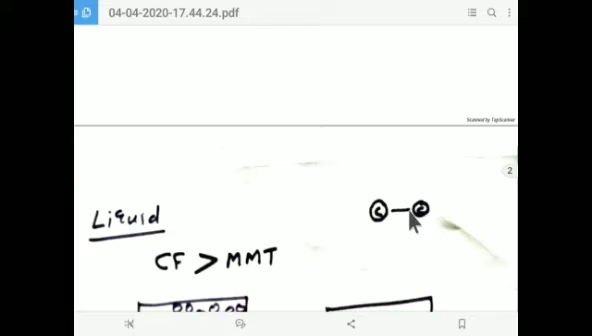 04-04-2020-17.44.24.pdf
Scanned by TapScanner
2
Liquid
CF > MMT